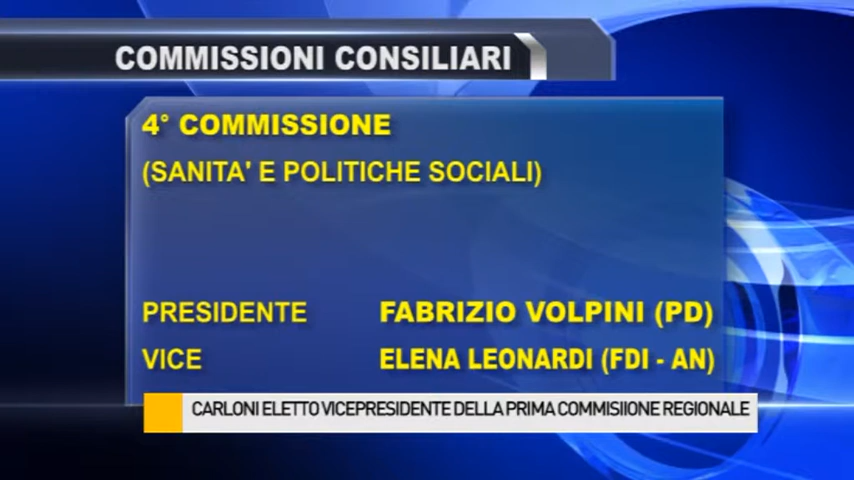 COMMISSIONI CONSILIARI
4° COMMISSIONE
(SANITA' E POLITICHE SOCIALI)
PRESIDENTE FABRIZIO VOLPINI (PD)
VICE ELENA LEONARDI (FDI - AN)
CARLONI ELETTO VICEPRESIDENTE DELLA PRIMA COMMISIIONE REGIONALE